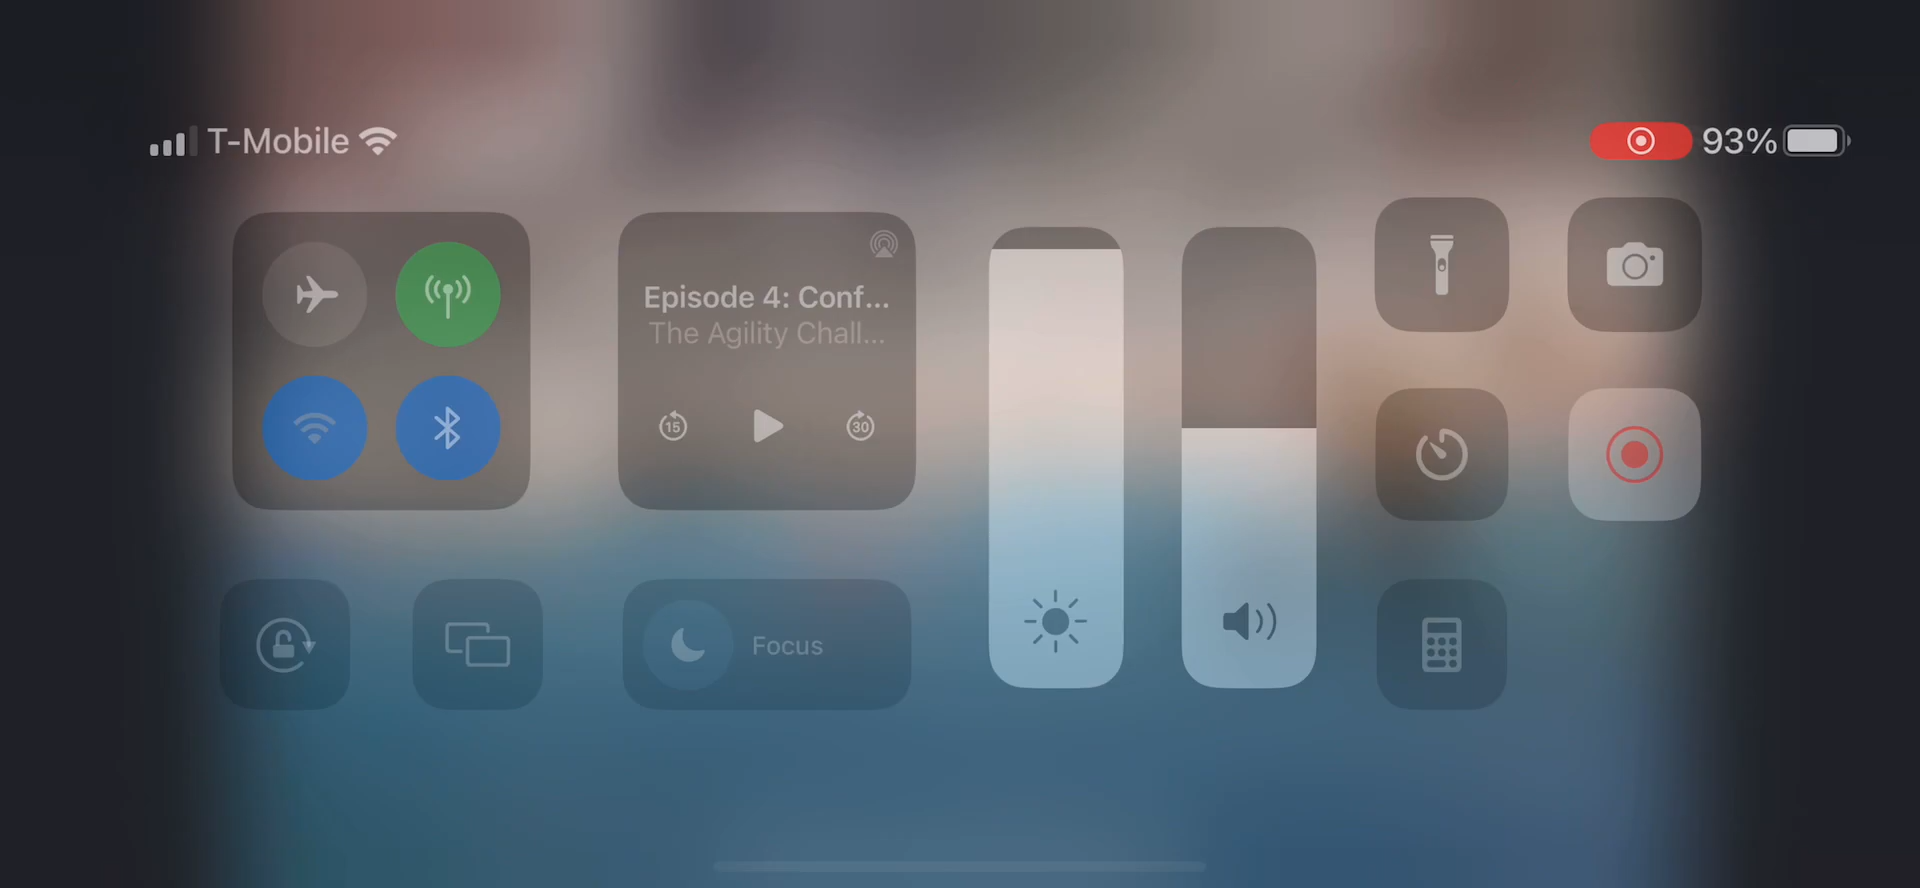 T-Mobile
93%
Episode 4: Conf...
The Agility Chall...
15
30
Focus